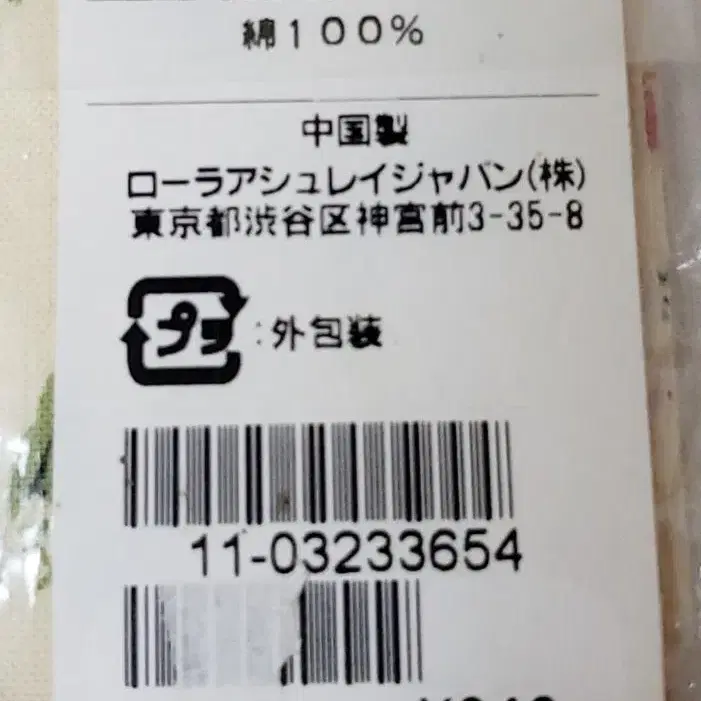 綿100%
中国製
ローラアシュレイジャパン(株)
東京都渋谷区神宮前3-35-8
プラ:外包装
11-03233654